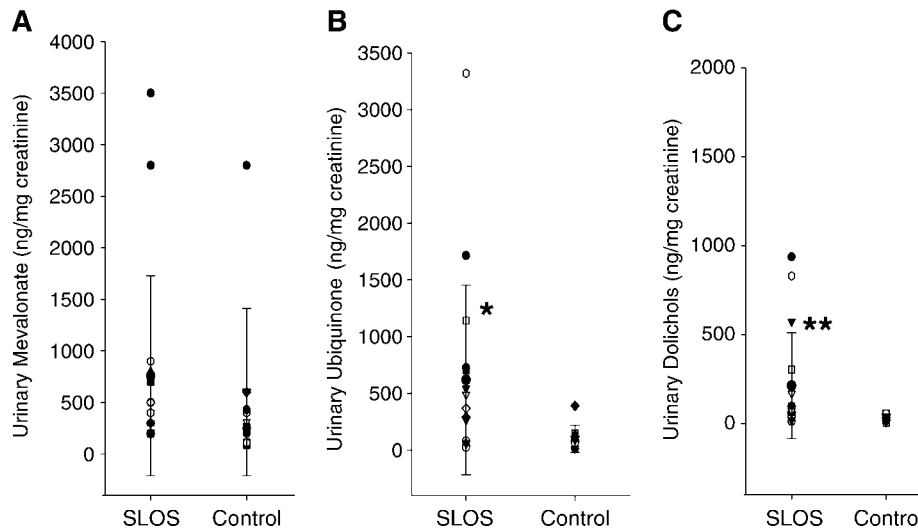 A
Urinary Mevalonate (ng/mg creatinine)
4000
3500
3000
2500
2000
1500
1000
500
0
SLOS
Control
B
Urinary Ubiquinone (ng/mg creatinine)
3500
3000
2500
2000
1500
1000
500
0
*
SLOS
Control
C
Urinary Dolichols (ng/mg creatinine)
2000
1500
1000
500
0
**
SLOS
Control